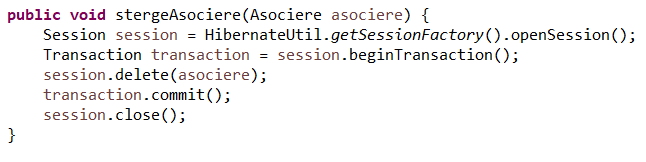 public void stergeAsociere(Asociere asociere) {
    Session session = HibernateUtil.getSessionFactory().openSession();
    Transaction transaction = session.beginTransaction();
    session.delete(asociere);
    transaction.commit();
    session.close();
}